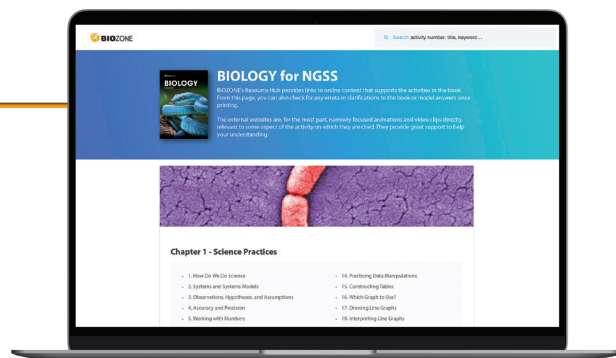 BIOZONE
Search activity number, title, keyword...
BIOLOGY
BIOLOGY for NGSS
BIOZONE's Resource Hub provides links to online content that supports the activities in the book.
From this page, you can also check for any errata or clarifications to the book or model answers since
printing.
The external websites are, for the most part, narrowly focused animations and video clips directly
relevant to some aspect of the activity on which they are cited. They provide great support to help
your understanding.
Chapter 1 - Science Practices
1. How Do We Do Science
2. Systems and Systems Models
3. Observations, Hypotheses, and Assumptions
4. Accuracy and Precision
5. Working with Numbers
14. Practicing Data Manipulations
15. Constructing Tables
16. Which Graph to Use?
17. Drawing Line Graphs
18. Interpreting Line Graphs